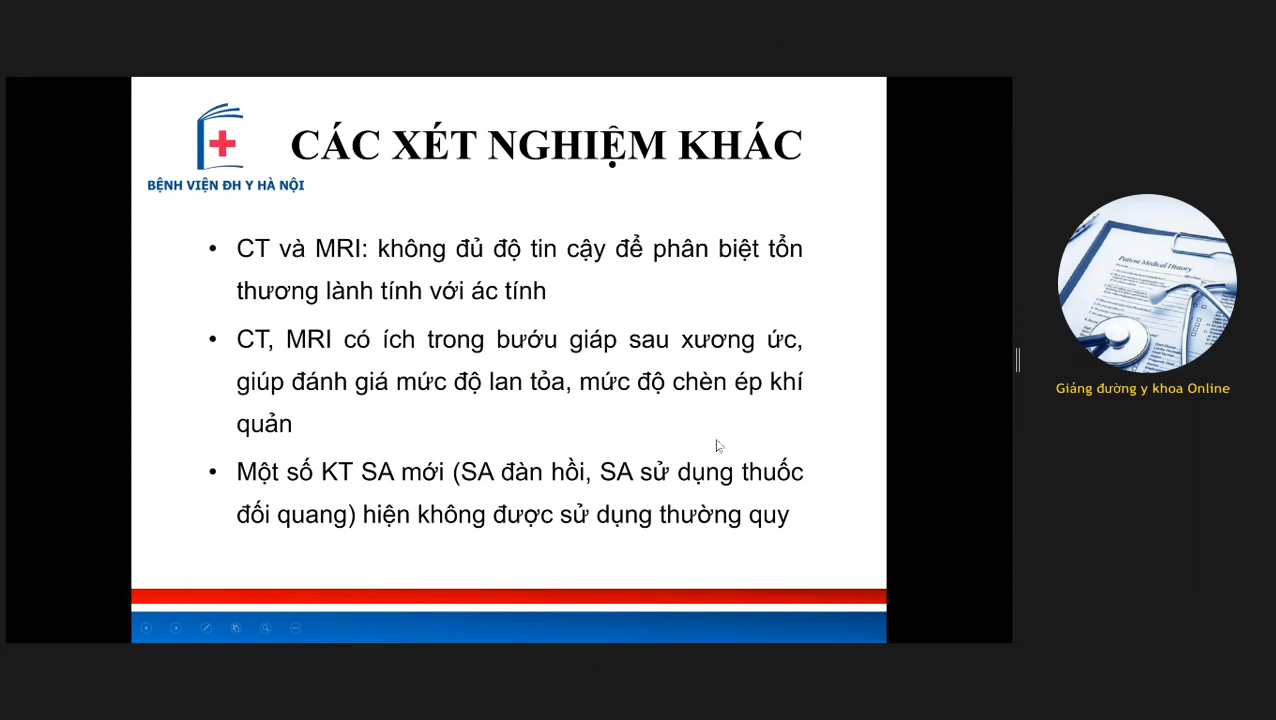 CÁC XÉT NGHIỆM KHÁC
BỆNH VIỆN ĐH Y HÀ NỘI
• CT và MRI: không đủ độ tin cậy để phân biệt tổn
thương lành tính với ác tính
• CT, MRI có ích trong bướu giáp sau xương ức,
giúp đánh giá mức độ lan tỏa, mức độ chèn ép khí
quản
• Một số KT SA mới (SA đàn hồi, SA sử dụng thuốc
đối quang) hiện không được sử dụng thường quy
Patient Medical History
Giảng đường y khoa Online